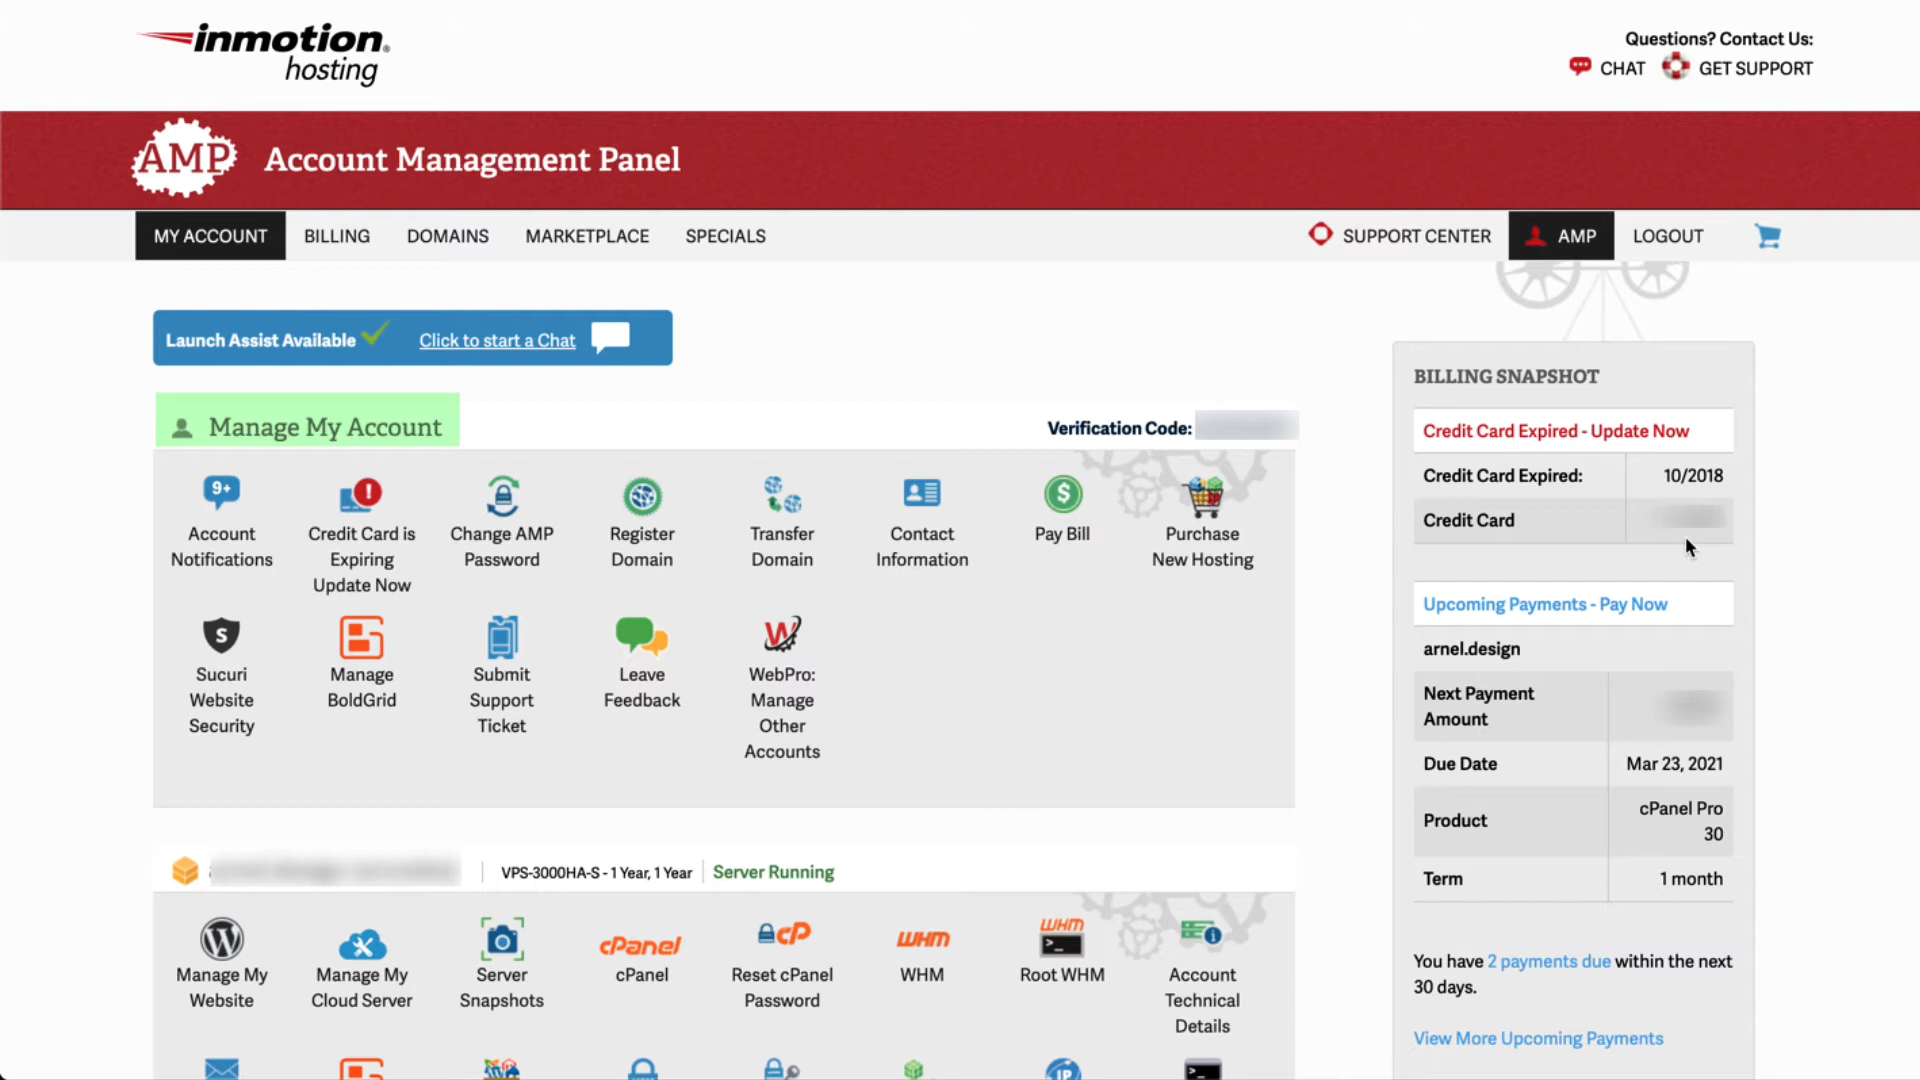 inmotion
hosting
Questions? Contact Us:
CHAT GET SUPPORT
AMP Account Management Panel
MY ACCOUNT BILLING DOMAINS MARKETPLACE SPECIALS SUPPORT CENTER AMP LOGOUT
Launch Assist Available Click to start a Chat
Manage My Account Verification Code:
9+
Account
Notifications
Credit Card is
Expiring
Update Now
Change AMP
Password
Register
Domain
Transfer
Domain
Contact
Information
$
Pay Bill
Purchase
New Hosting
S
Sucuri
Website
Security
Manage
BoldGrid
Submit
Support
Ticket
Leave
Feedback
W
WebPro:
Manage
Other
Accounts
VPS-3000HA-S - 1 Year, 1 Year Server Running
Manage My
Website
Manage My
Cloud Server
Server
Snapshots
cPanel
cPanel
cP
Reset cPanel
Password
WHM
WHM
WHM
>_
Root WHM
Account
Technical
Details
IP
>_
BILLING SNAPSHOT
Credit Card Expired - Update Now
Credit Card Expired: 10/2018
Credit Card
Upcoming Payments - Pay Now
arnel.design
Next Payment
Amount
Due Date Mar 23, 2021
Product cPanel Pro
30
Term 1 month
You have 2 payments due within the next
30 days.
View More Upcoming Payments